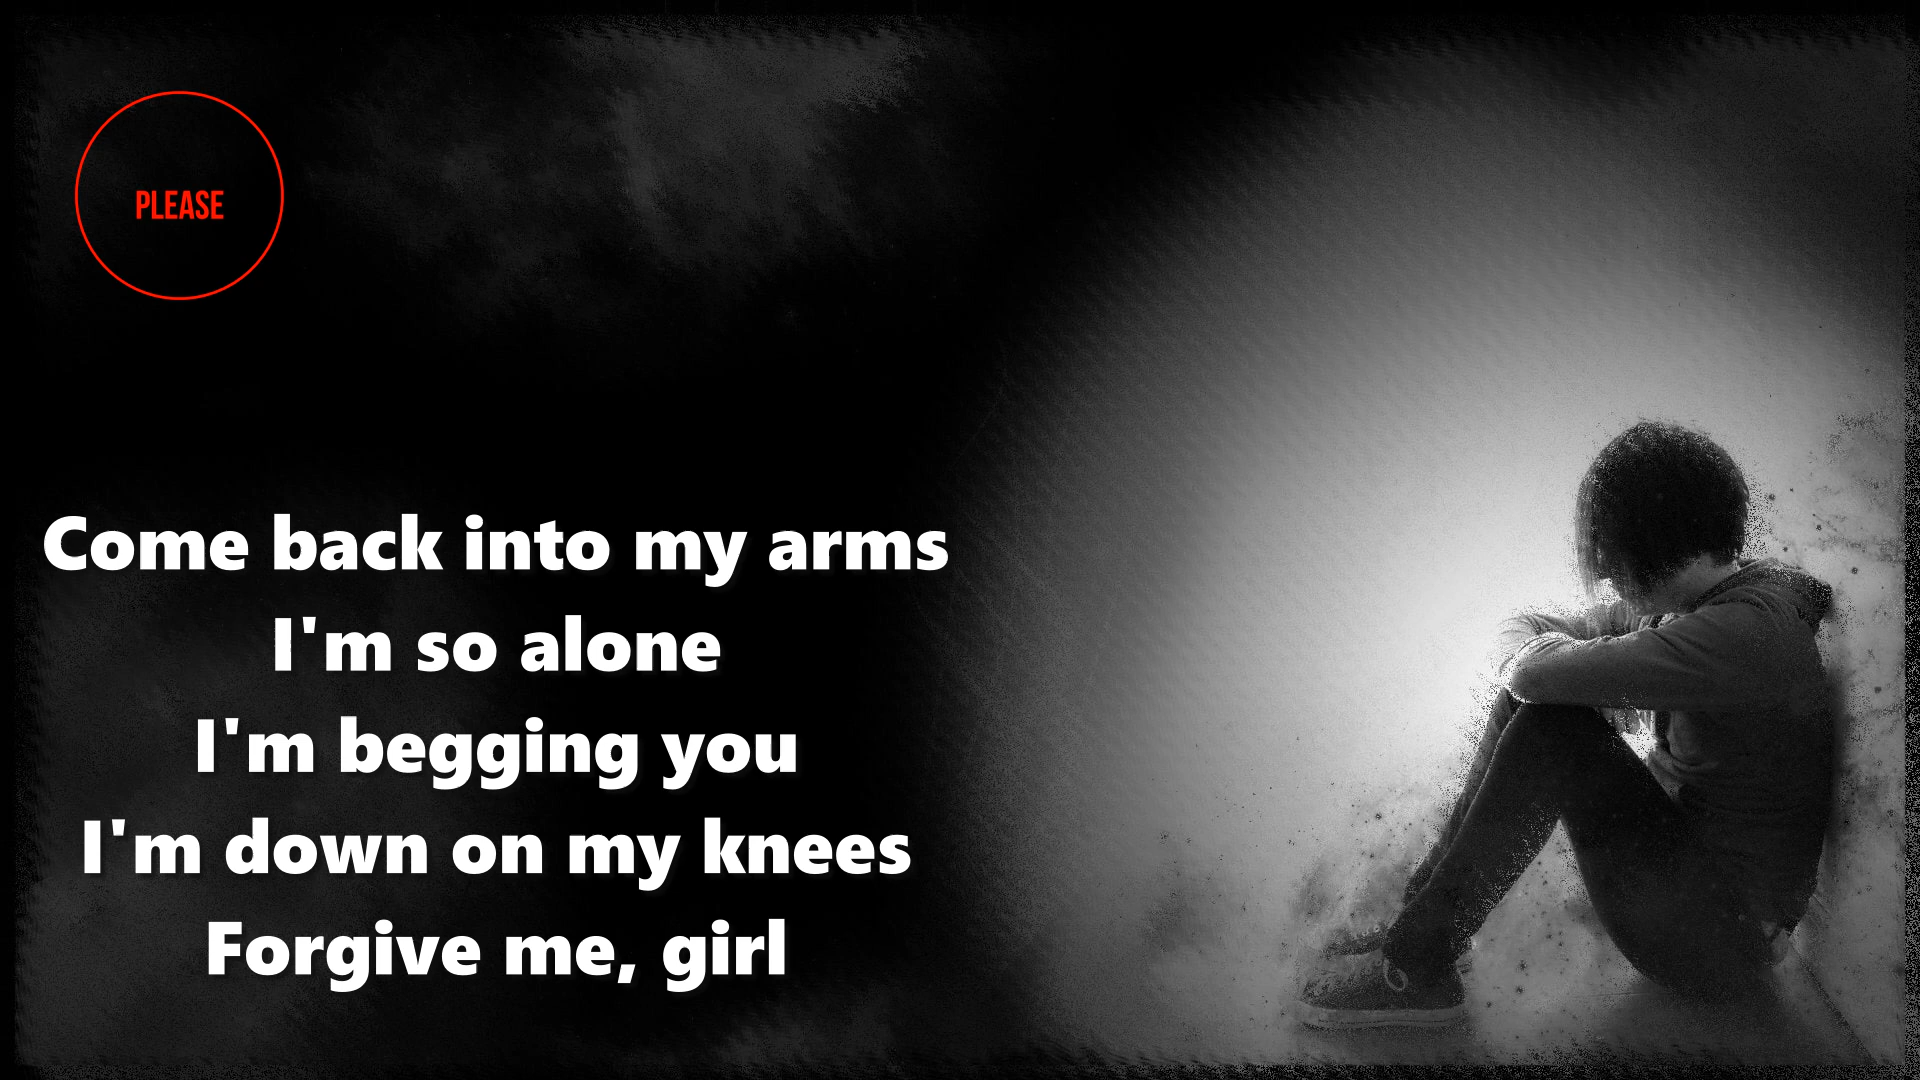 PLEASE
Come back into my arms
I'm so alone
I'm begging you
I'm down on my knees
Forgive me, girl